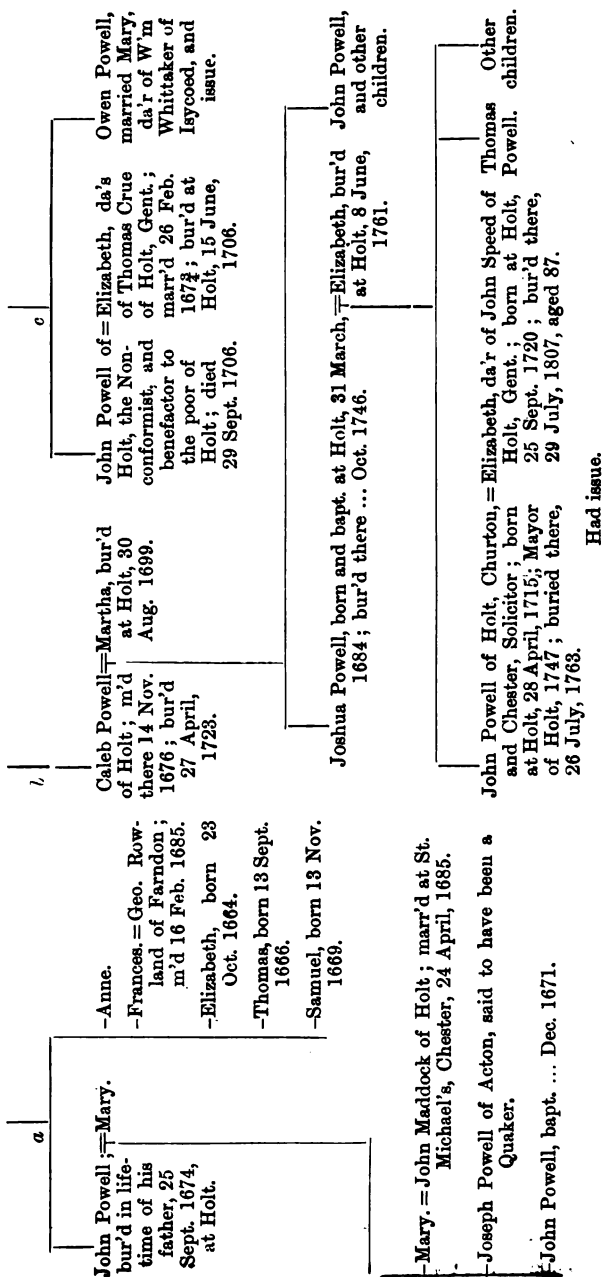 a
John Powell;=Mary.
bur'd in life-
time of his
father, 25
Sept. 1674,
at Holt.
-Anne.
-Frances.=Geo. Row-
land of Farndon;
m'd 16 Feb. 1685.
-Elizabeth, born 23
Oct. 1664.
-Thomas, born 13 Sept.
1666.
-Samuel, born 13 Nov.
1669.
-Mary.=John Maddock of Holt; marr'd at St.
Michael's, Chester, 24 April, 1685.
-Joseph Powell of Acton, said to have been a
Quaker.
-John Powell, bapt. ... Dec. 1671.
l
Caleb Powell=Martha, bur'd
of Holt; m'd at Holt, 30
there 14 Nov. Aug. 1699.
1676; bur'd
27 April,
1723.
c
John Powell of=Elizabeth, da's
Holt, the Non- of Thomas Crue
conformist, and of Holt, Gent.;
benefactor to marr'd 26 Feb.
the poor of 167¾; bur'd at
Holt; died Holt, 15 June,
29 Sept. 1706. 1706.
Owen Powell,
married Mary,
da'r of W'm
Whittaker of
Isycoed, and
issue.
Joshua Powell, born and bapt. at Holt, 31 March,=Elizabeth, bur'd
1684; bur'd there ... Oct. 1746. at Holt, 8 June,
1761.
John Powell,
and other
children.
John Powell of Holt, Churton,=Elizabeth, da'r of John Speed of
and Chester, Solicitor; born Holt, Gent.; born at Holt,
at Holt, 28 April, 1715; Mayor 25 Sept. 1720; bur'd there,
of Holt, 1747; buried there, 29 July, 1807, aged 87.
26 July, 1763.
Had issue.
Thomas
Powell.
Other
children.